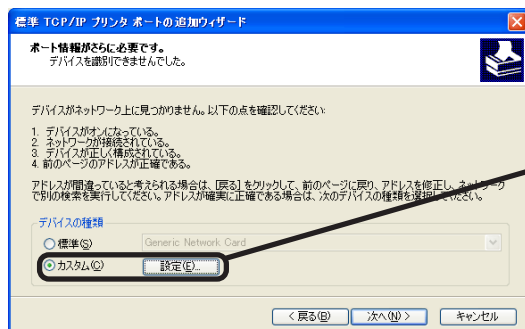 標準 TCP/IP プリンタ ポートの追加ウィザード
ポート情報がさらに必要です。
デバイスを識別できませんでした。
デバイスがネットワーク上に見つかりません。以下の点を確認してください:
1. デバイスがオンになっている。
2. ネットワークが接続されている。
3. デバイスが正しく構成されている。
4. 前のページのアドレスが正確である。
アドレスが間違っていると考えられる場合は、[戻る] をクリックして、前のページに戻り、アドレスを修正し、ネットワーク
で別の検索を実行してください。アドレスが確実に正確である場合は、次のデバイスの種類を選択してください。
デバイスの種類
標準(S) Generic Network Card
カスタム(C) 設定(E)...
< 戻る(B) 次へ(N) > キャンセル